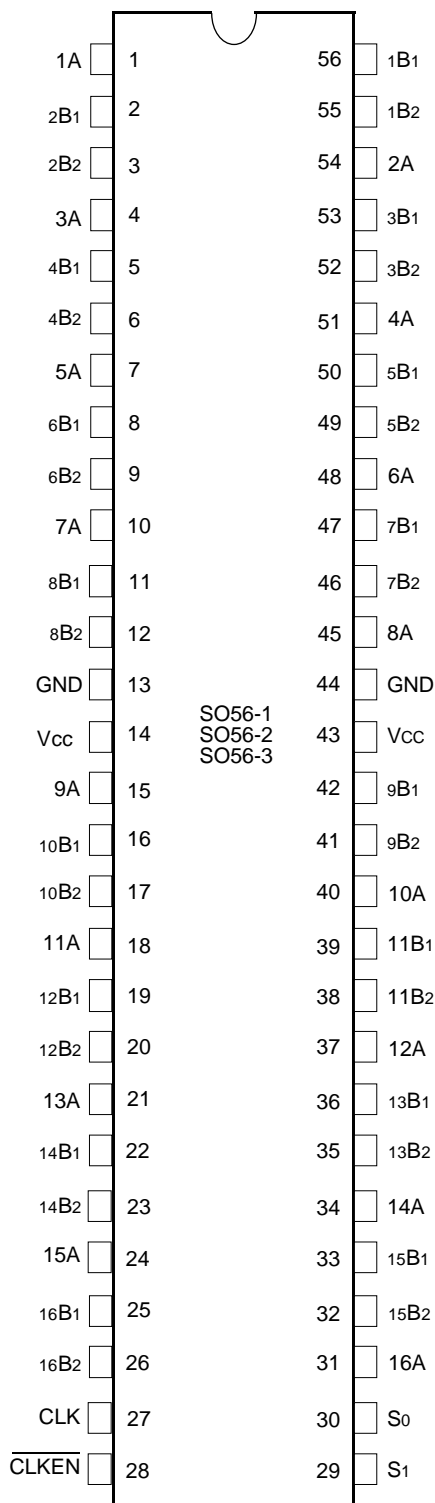 1A 1 56 1B1
2B1 2 55 1B2
2B2 3 54 2A
3A 4 53 3B1
4B1 5 52 3B2
4B2 6 51 4A
5A 7 50 5B1
6B1 8 49 5B2
6B2 9 48 6A
7A 10 47 7B1
8B1 11 46 7B2
8B2 12 45 8A
GND 13 44 GND
SO56-1
Vcc 14 SO56-2 43 VCC
SO56-3
9A 15 42 9B1
10B1 16 41 9B2
10B2 17 40 10A
11A 18 39 11B1
12B1 19 38 11B2
12B2 20 37 12A
13A 21 36 13B1
14B1 22 35 13B2
14B2 23 34 14A
15A 24 33 15B1
16B1 25 32 15B2
16B2 26 31 16A
CLK 27 30 S0
C̅L̅K̅E̅N̅ 28 29 S1